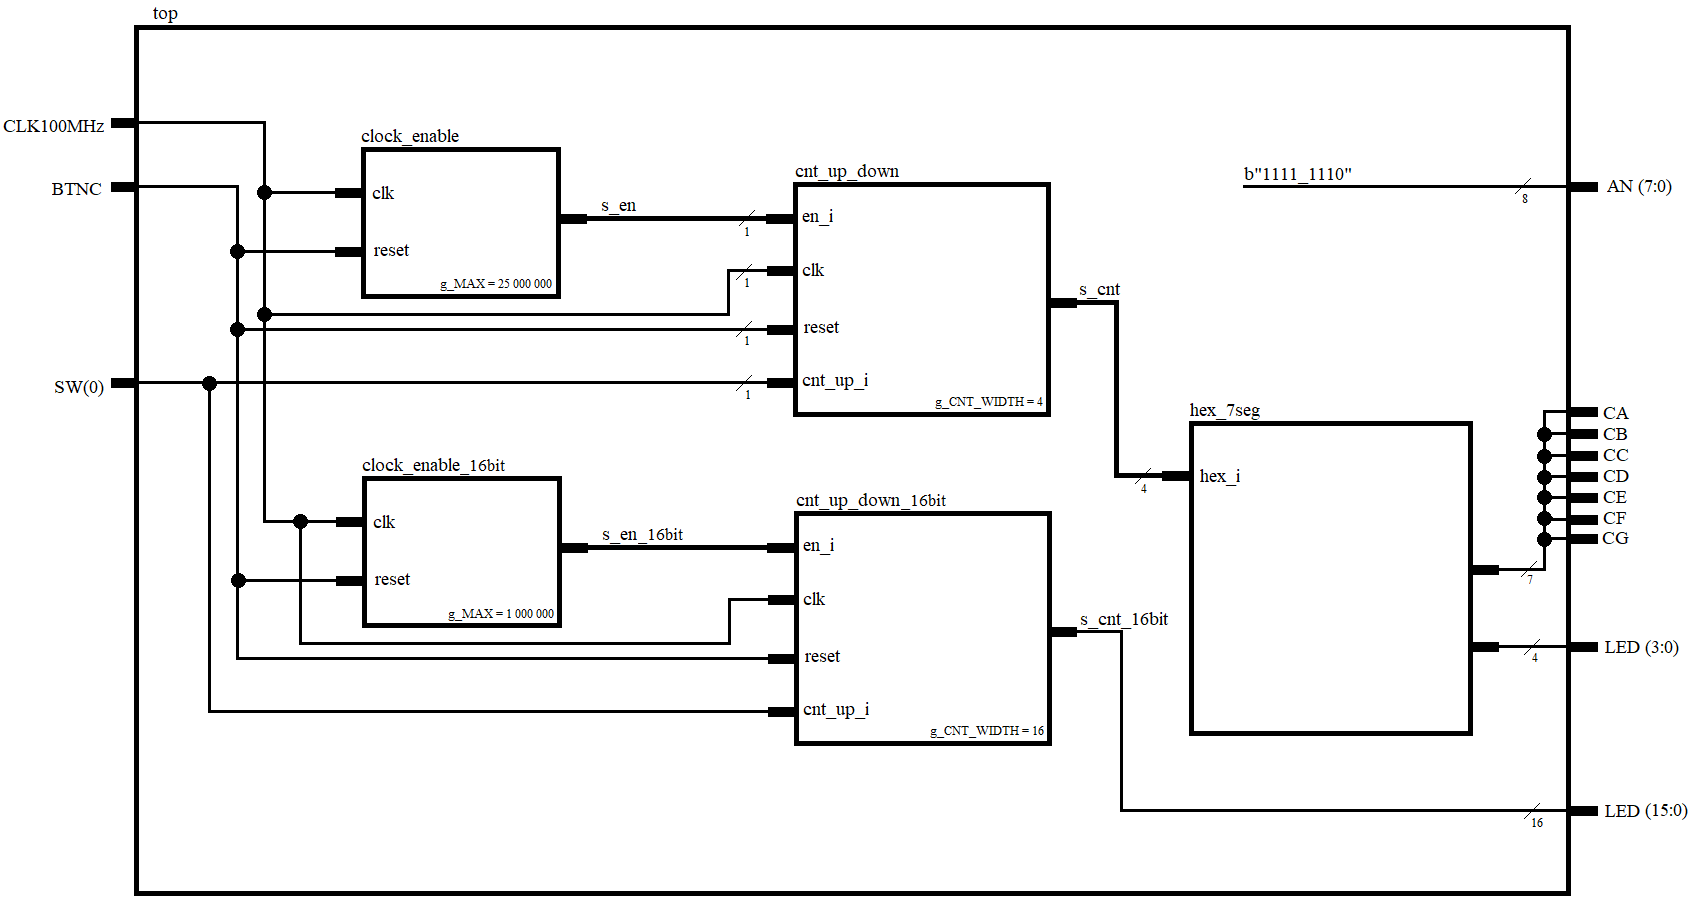 top
CLK100MHz
BTNC
SW(0)
clock_enable
clk
reset
g_MAX = 25 000 000
s_en
1
1
1
1
cnt_up_down
en_i
clk
reset
cnt_up_i
g_CNT_WIDTH = 4
s_cnt
4
clock_enable_16bit
clk
reset
g_MAX = 1 000 000
s_en_16bit
cnt_up_down_16bit
en_i
clk
reset
cnt_up_i
g_CNT_WIDTH = 16
s_cnt_16bit
hex_7seg
hex_i
b"1111_1110"
8
AN (7:0)
CA
CB
CC
CD
CE
CF
CG
7
4
LED (3:0)
16
LED (15:0)